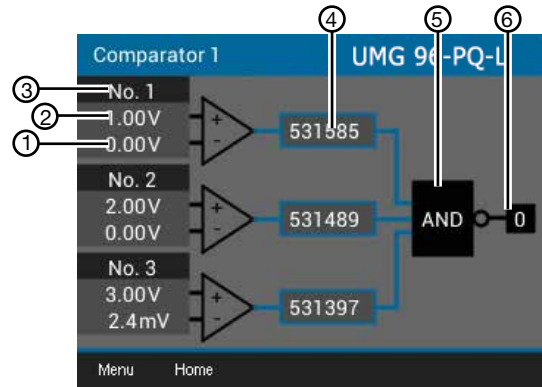 ④ ⑤ ⑥
Comparator 1 UMG 96-PQ-L
③ No. 1
② 1.00V
① 0.00V
+
-
531585
No. 2
2.00V
0.00V
+
-
531489
AND 0
No. 3
3.00V
2.4mV
+
-
531397
Menu Home